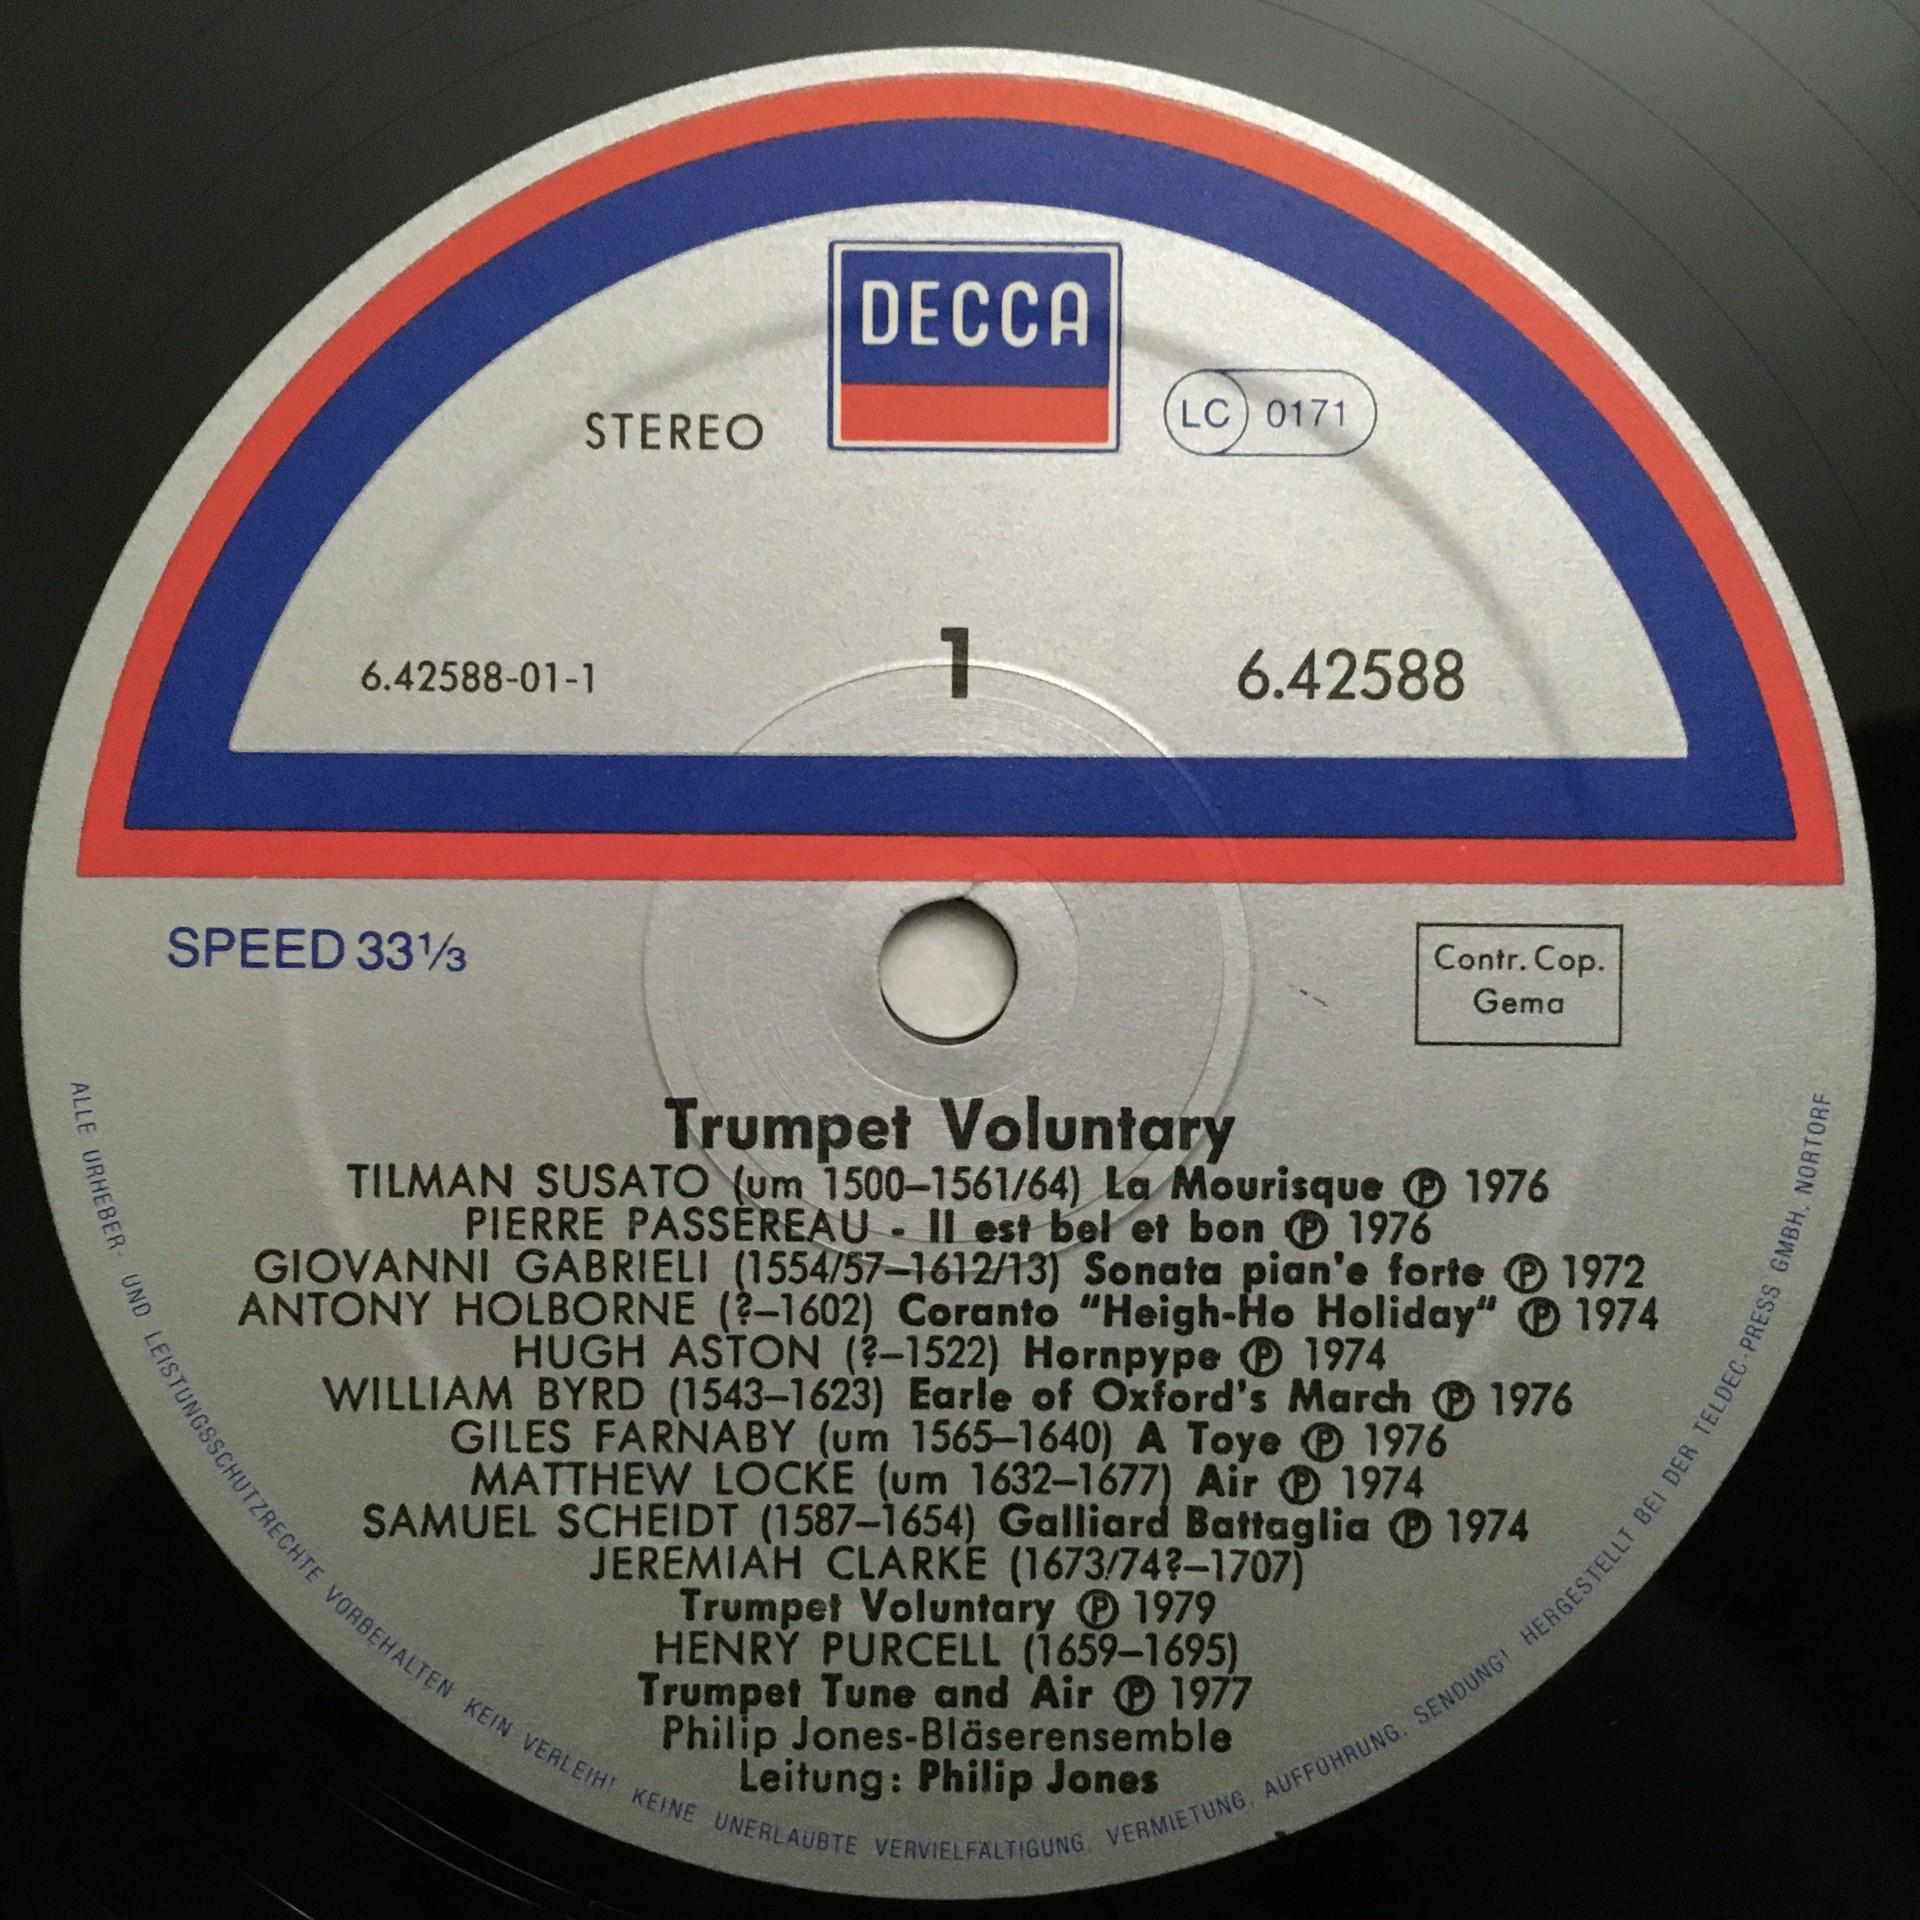 DECCA
STEREO
LC 0171
6.42588-01-1
1
6.42588
SPEED 33⅓
Contr. Cop.
Gema
Trumpet Voluntary
TILMAN SUSATO (um 1500–1561/64) La Mourisque ℗ 1976
PIERRE PASSEREAU - Il est bel et bon ℗ 1976
GIOVANNI GABRIELI (1554/57–1612/13) Sonata pian'e forte ℗ 1972
ANTONY HOLBORNE (?–1602) Coranto “Heigh-Ho Holiday“ ℗ 1974
HUGH ASTON (?–1522) Hornpype ℗ 1974
WILLIAM BYRD (1543–1623) Earle of Oxford's March ℗ 1976
GILES FARNABY (um 1565–1640) A Toye ℗ 1976
MATTHEW LOCKE (um 1632–1677) Air ℗ 1974
SAMUEL SCHEIDT (1587–1654) Galliard Battaglia ℗ 1974
JEREMIAH CLARKE (1673/74?–1707)
Trumpet Voluntary ℗ 1979
HENRY PURCELL (1659–1695)
Trumpet Tune and Air ℗ 1977
Philip Jones-Bläserensemble
Leitung: Philip Jones
ALLE URHEBER- UND LEISTUNGSSCHUTZRECHTE VORBEHALTEN KEIN VERLEIH! KEINE UNERLAUBTE VERVIELFÄLTIGUNG, VERMIETUNG, AUFFÜHRUNG, SENDUNG! HERGESTELLT BEI DER TELDEC-PRESS GMBH, NORTORF